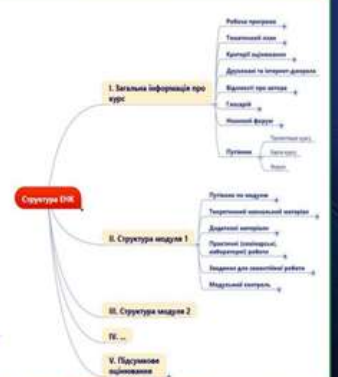 Структура ЕНК
I. Загальна інформація про
курс
Робоча програма
Тематичний план
Критерії оцінювання
Друковані та інтернет-джерела
Відомості про автора
Глосарій
Новинний форум
Путівник
II. Структура модуля 1
Путівник по модулю
Теоретичний навчальний матеріал
Додаткові матеріали
Практичні (семінарські,
лабораторні) роботи
Завдання для самостійної роботи
Модульний контроль
III. Структура модуля 2
IV. ...
V. Підсумкове
оцінювання